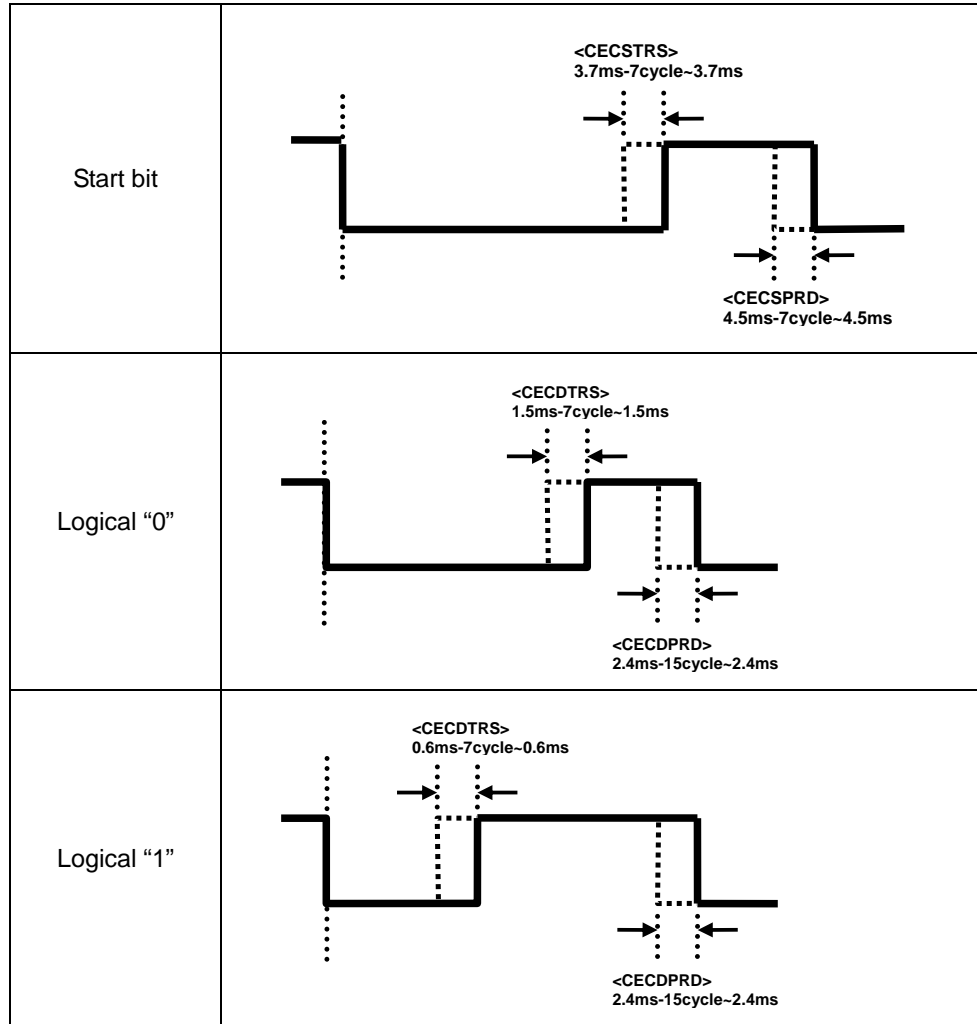 <CECSTRS>
3.7ms-7cycle~3.7ms
Start bit
<CECSPRD>
4.5ms-7cycle~4.5ms
<CECDTRS>
1.5ms-7cycle~1.5ms
Logical “0”
<CECDPRD>
2.4ms-15cycle~2.4ms
<CECDTRS>
0.6ms-7cycle~0.6ms
Logical “1”
<CECDPRD>
2.4ms-15cycle~2.4ms